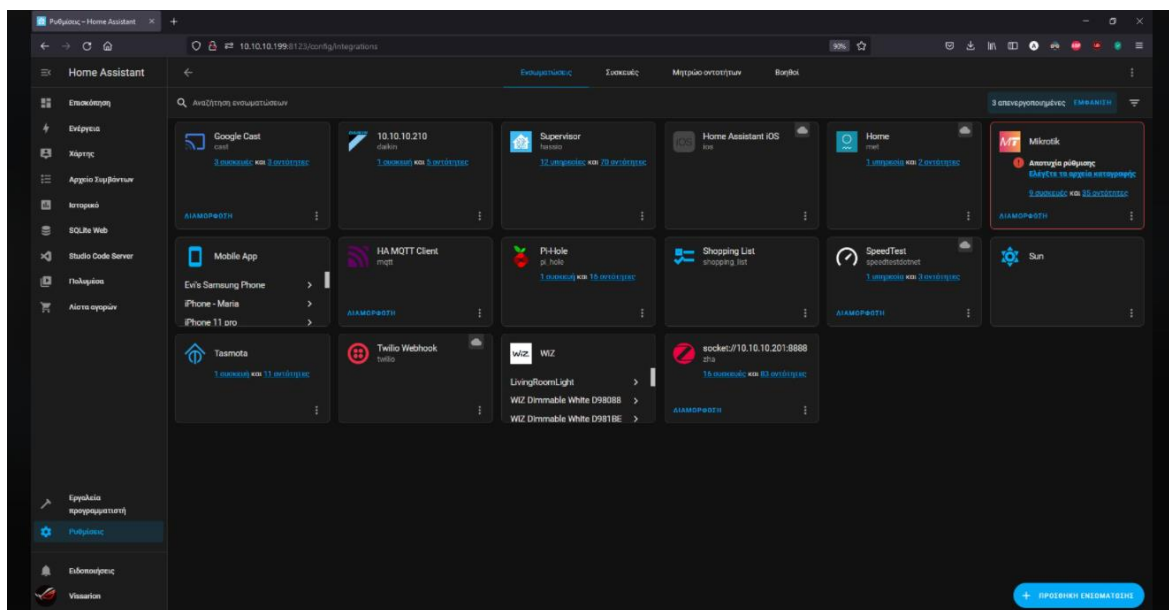 Ρυθμίσεις – Home Assistant
10.10.10.199:8123/config/integrations
90%
Home Assistant
Ενσωματώσεις
Συσκευές
Μητρώο οντοτήτων
Βοηθοί
Επισκόπηση
Ενέργεια
Χάρτης
Αρχείο Συμβάντων
Ιστορικό
SQLite Web
Studio Code Server
Πολυμέσα
Λίστα αγορών
Εργαλεία
προγραμματιστή
Ρυθμίσεις
Ειδοποιήσεις
Vissarion
Αναζήτηση ενσωματώσεων
3 απενεργοποιημένες ΕΜΦΑΝΙΣΗ
Google Cast
cast
3 συσκευές και 3 οντότητες
ΔΙΑΜΟΡΦΩΣΗ
10.10.10.210
daikin
1 συσκευή και 5 οντότητες
Supervisor
hassio
12 υπηρεσίες και 70 οντότητες
Home Assistant iOS
ios
Home
met
1 υπηρεσία και 2 οντότητες
Mikrotik
Αποτυχία ρύθμισης
Ελέγξτε τα αρχεία καταγραφής
9 συσκευές και 35 οντότητες
ΔΙΑΜΟΡΦΩΣΗ
Mobile App
Evi's Samsung Phone
iPhone - Maria
iPhone 11 pro
HA MQTT Client
mqtt
ΔΙΑΜΟΡΦΩΣΗ
Pi-Hole
pi_hole
1 συσκευή και 16 οντότητες
Shopping List
shopping_list
SpeedTest
speedtestdotnet
1 υπηρεσία και 3 οντότητες
ΔΙΑΜΟΡΦΩΣΗ
Sun
Tasmota
1 συσκευή και 11 οντότητες
Twilio Webhook
twilio
WiZ
WiZ
LivingRoomLight
WiZ Dimmable White D98088
WiZ Dimmable White D981BE
socket://10.10.10.201:8888
zha
16 συσκευές και 83 οντότητες
ΔΙΑΜΟΡΦΩΣΗ
+ ΠΡΟΣΘΗΚΗ ΕΝΣΩΜΑΤΩΣΗΣ